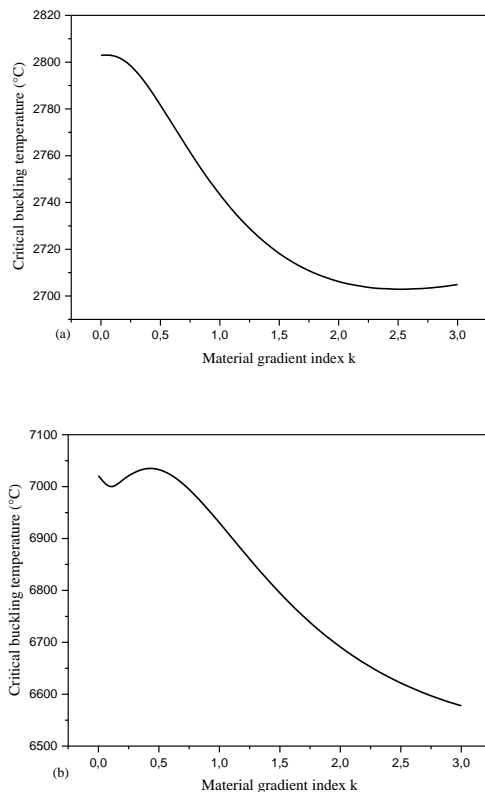 2820
2800
2780
2760
2740
2720
2700
Critical buckling temperature (°C)
(a)
0,0 0,5 1,0 1,5 2,0 2,5 3,0
Material gradient index k
7100
7000
6900
6800
6700
6600
6500
Critical buckling temperature (°C)
(b)
0,0 0,5 1,0 1,5 2,0 2,5 3,0
Material gradient index k